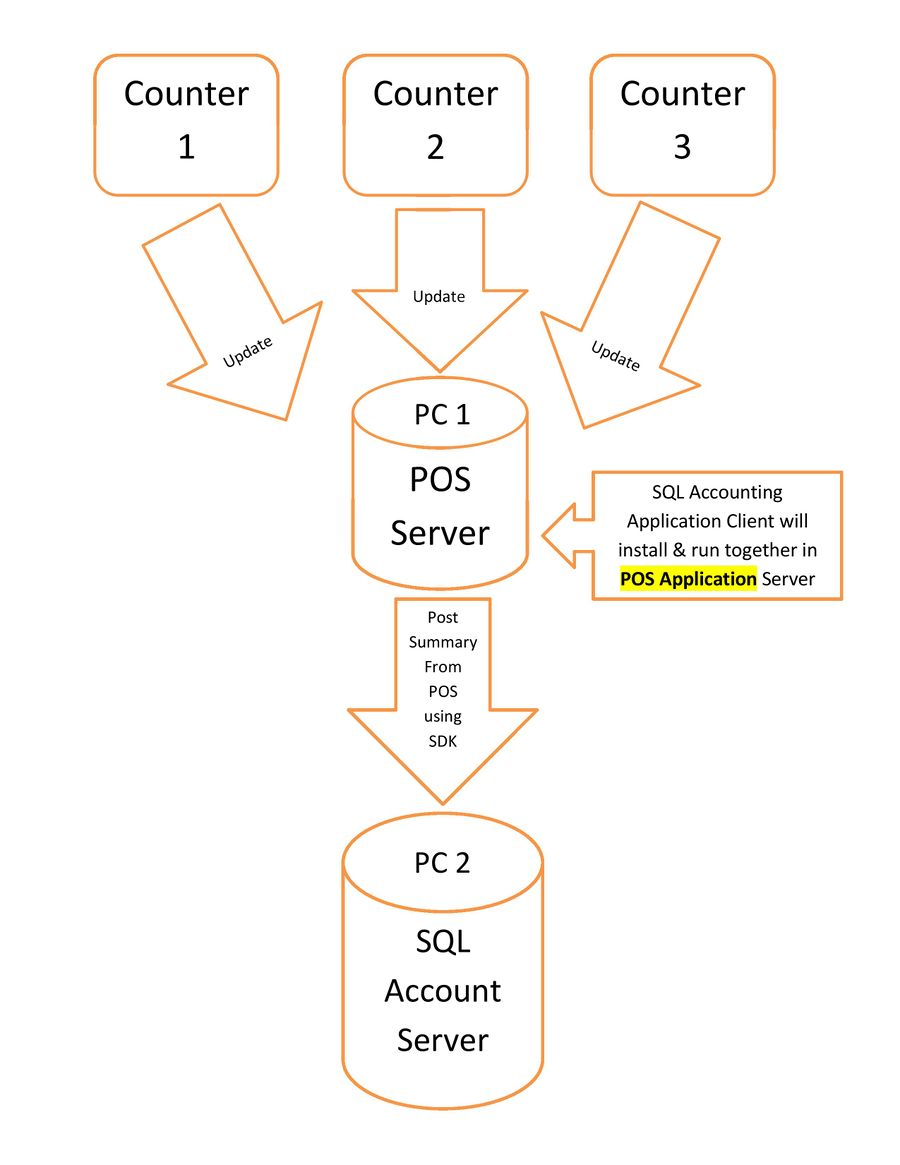 Counter
1
Counter
2
Counter
3
Update
Update
Update
PC 1
POS
Server
SQL Accounting
Application Client will
install & run together in
POS Application Server
Post
Summary
From
POS
using
SDK
PC 2
SQL
Account
Server